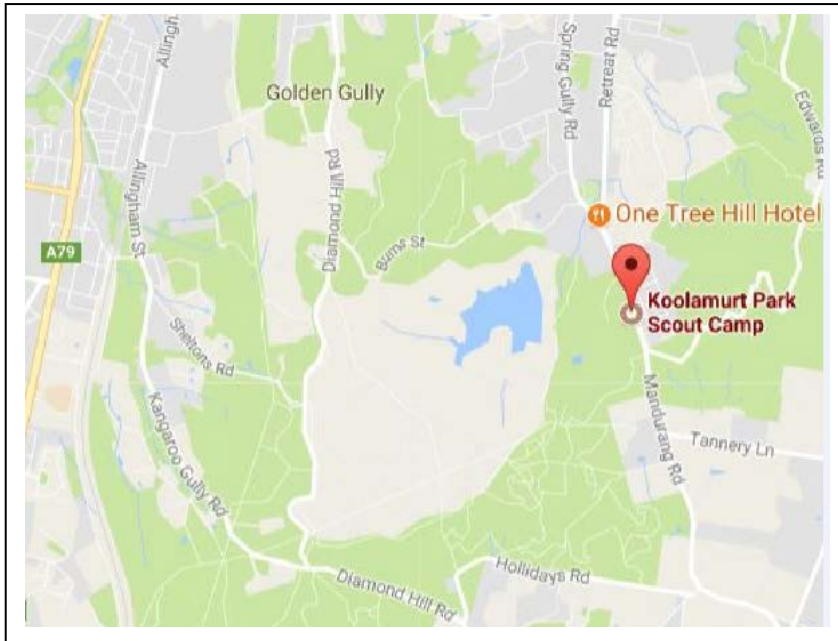 Allingh
Spring Gully Rd
Retreat Rd
Golden Gully
Edwards Rd
Allingham St
Diamond Hill Rd
One Tree Hill Hotel
A79
Burns St
Koolamurt Park
Scout Camp
Sheltons Rd
Mandurang Rd
Kangaroo Gully Rd
Tannery Ln
Hollidays Rd
Diamond Hill Rd